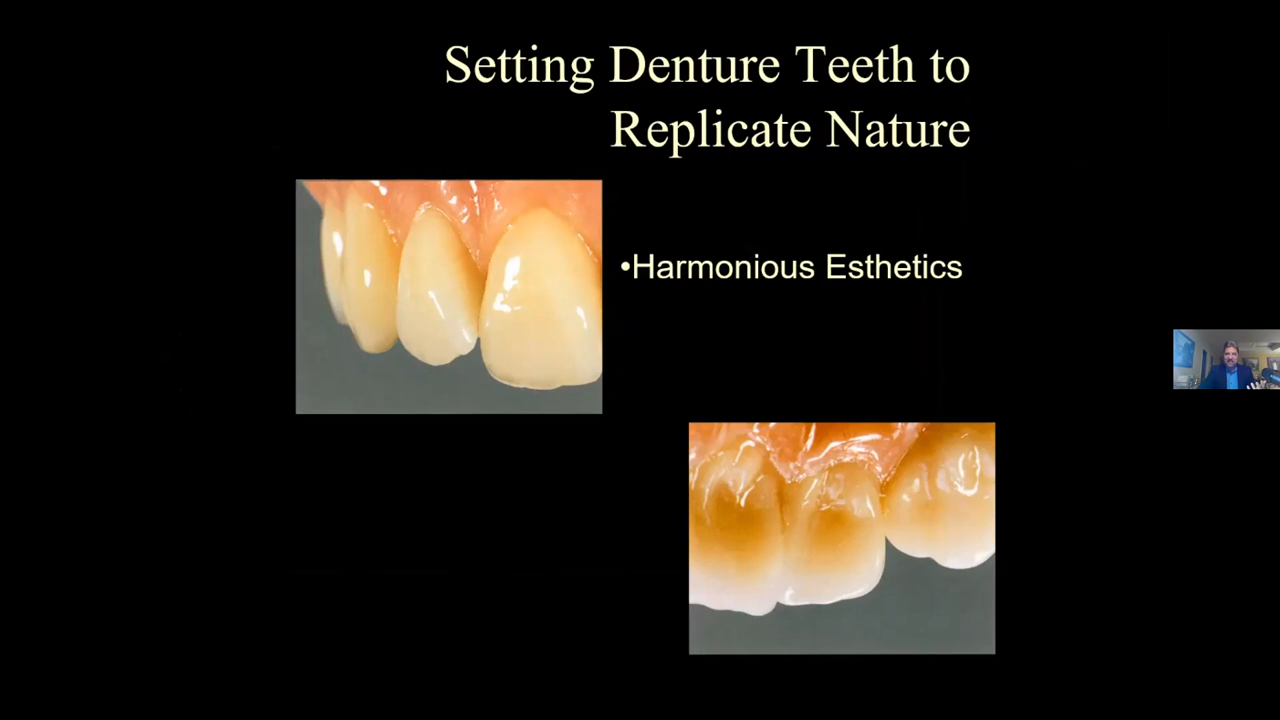 Setting Denture Teeth to
Replicate Nature
•Harmonious Esthetics